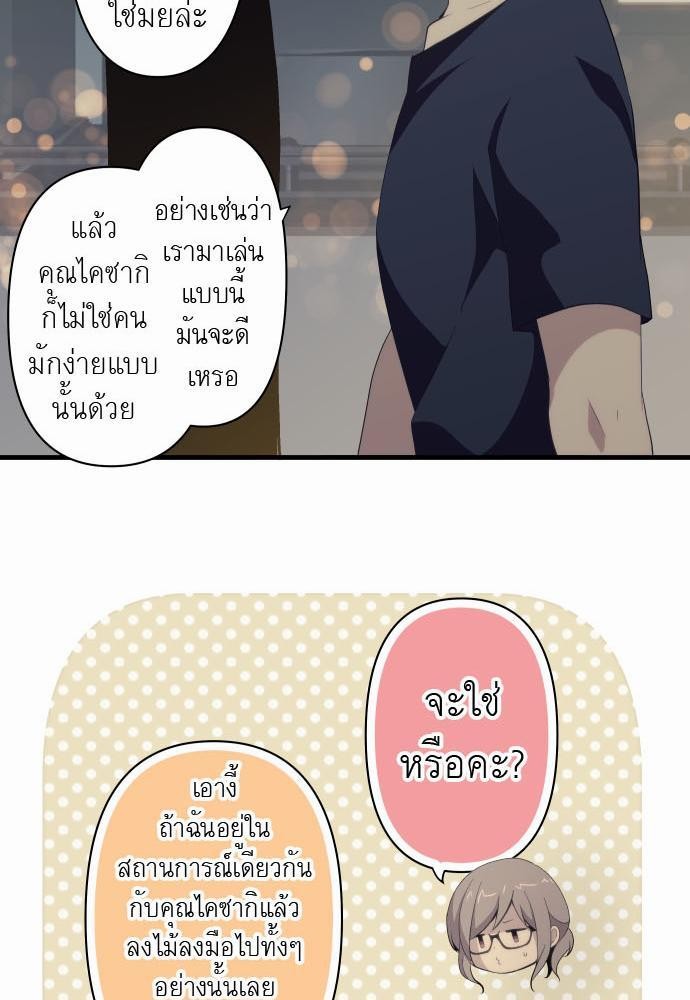 ใช่มยล่ะ
อย่างเช่นว่า
เรามาเล่น
แบบนี้
มันจะดี
เหรอ
แล้ว
คุณไคซากิ
ก็ไม่ใช่คน
มักง่ายแบบ
นั้นด้วย
จะใช่
หรือคะ?
เอางี้
ถ้าฉันอยู่ใน
สถานการณ์เดียวกัน
กับคุณไคซากิแล้ว
ลงไม้ลงมือไปทั้งๆ
อย่างนั้นเลย